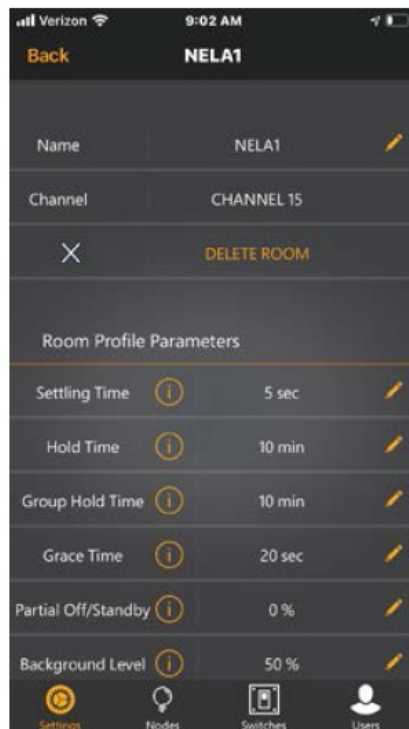 Verizon 9:02 AM
Back NELA1
Name NELA1
Channel CHANNEL 15
DELETE ROOM
Room Profile Parameters
Settling Time i 5 sec
Hold Time i 10 min
Group Hold Time i 10 min
Grace Time i 20 sec
Partial Off/Standby i 0 %
Background Level i 50 %
Settings Nodes Switches Users